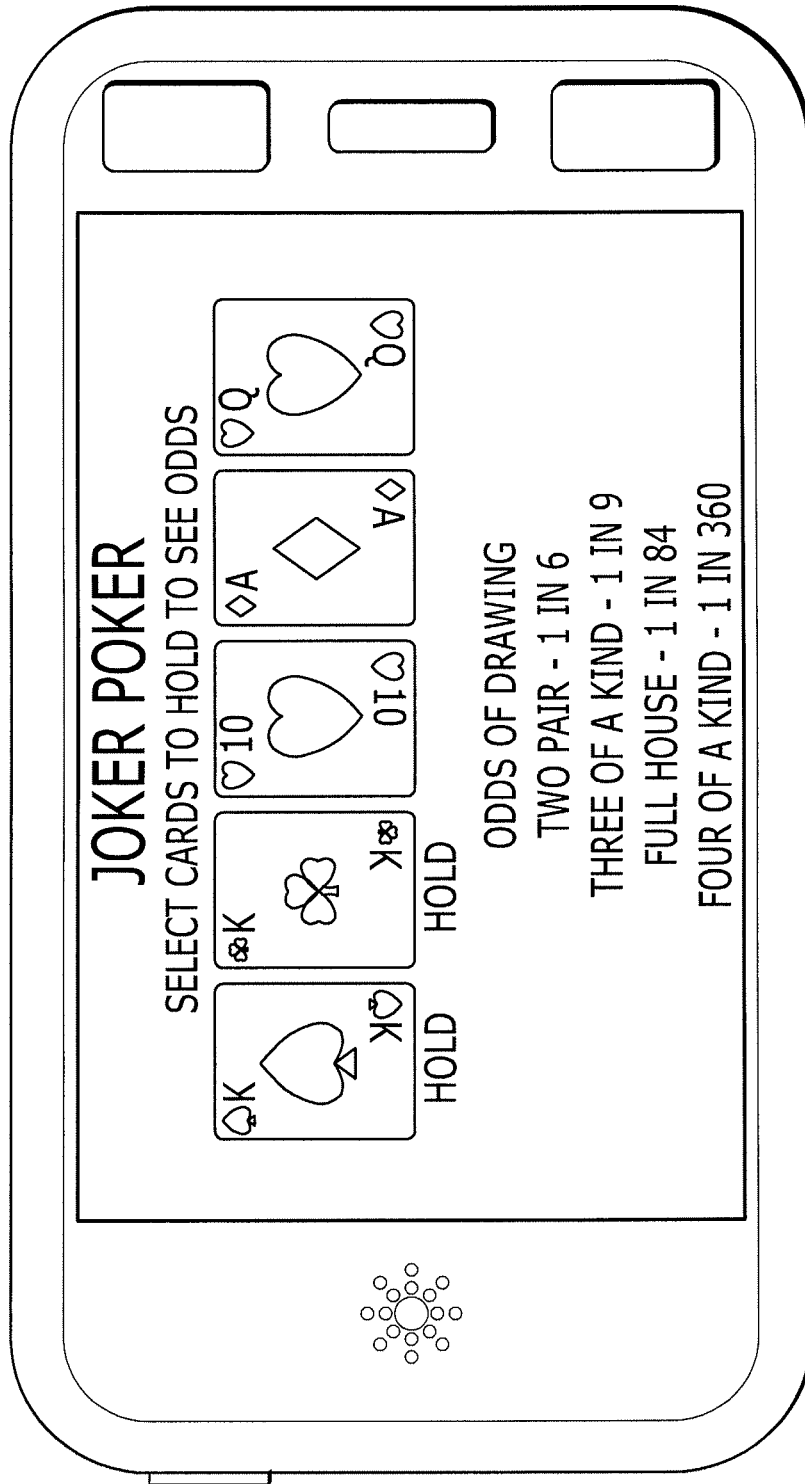 JOKER POKER
SELECT CARDS TO HOLD TO SEE ODDS
K K 10 A Q
K K 10 A Q
HOLD HOLD
ODDS OF DRAWING
TWO PAIR - 1 IN 6
THREE OF A KIND - 1 IN 9
FULL HOUSE - 1 IN 84
FOUR OF A KIND - 1 IN 360